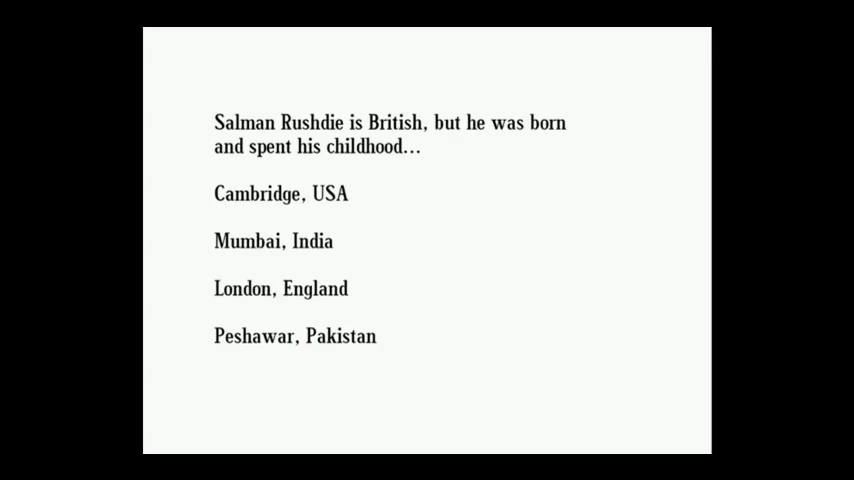 Salman Rushdie is British, but he was born
and spent his childhood...
Cambridge, USA
Mumbai, India
London, England
Peshawar, Pakistan